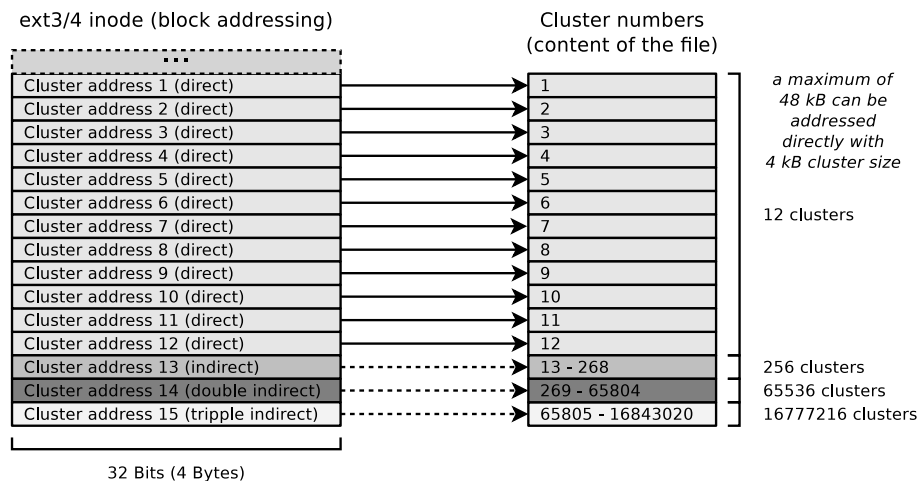 ext3/4 inode (block addressing)
Cluster numbers
(content of the file)
...
Cluster address 1 (direct)
1
Cluster address 2 (direct)
2
Cluster address 3 (direct)
3
Cluster address 4 (direct)
4
Cluster address 5 (direct)
5
Cluster address 6 (direct)
6
Cluster address 7 (direct)
7
Cluster address 8 (direct)
8
Cluster address 9 (direct)
9
Cluster address 10 (direct)
10
Cluster address 11 (direct)
11
Cluster address 12 (direct)
12
a maximum of
48 kB can be
addressed
directly with
4 kB cluster size
12 clusters
Cluster address 13 (indirect)
13 - 268
256 clusters
Cluster address 14 (double indirect)
269 - 65804
65536 clusters
Cluster address 15 (tripple indirect)
65805 - 16843020
16777216 clusters
32 Bits (4 Bytes)